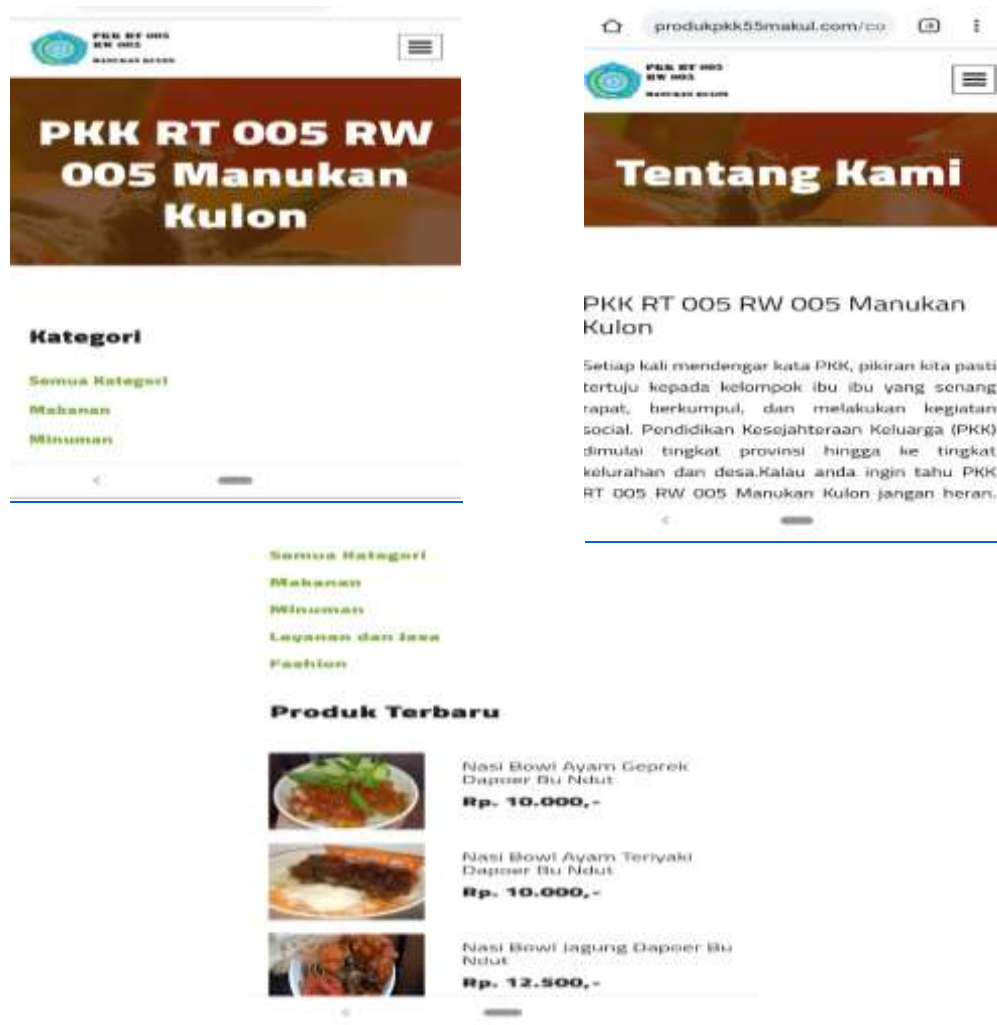 PKK RT 005
RW 005
MANUKAN KULON
PKK RT 005 RW
005 Manukan
Kulon
Kategori
Semua Kategori
Makanan
Minuman
produkpkk55makul.com/co
PKK RT 005
RW 005
MANUKAN KULON
Tentang Kami
PKK RT 005 RW 005 Manukan
Kulon
Setiap kali mendengar kata PKK, pikiran kita pasti
tertuju kepada kelompok ibu ibu yang senang
rapat, berkumpul, dan melakukan kegiatan
social. Pendidikan Kesejahteraan Keluarga (PKK)
dimulai tingkat provinsi hingga ke tingkat
kelurahan dan desa.Kalau anda ingin tahu PKK
RT 005 RW 005 Manukan Kulon jangan heran.
Semua Kategori
Makanan
Minuman
Layanan dan Jasa
Fashion
Produk Terbaru
Nasi Bowl Ayam Geprek
Dapoer Bu Ndut
Rp. 10.000,-
Nasi Bowl Ayam Teriyaki
Dapoer Bu Ndut
Rp. 10.000,-
Nasi Bowl Jagung Dapoer Bu
Ndut
Rp. 12.500,-